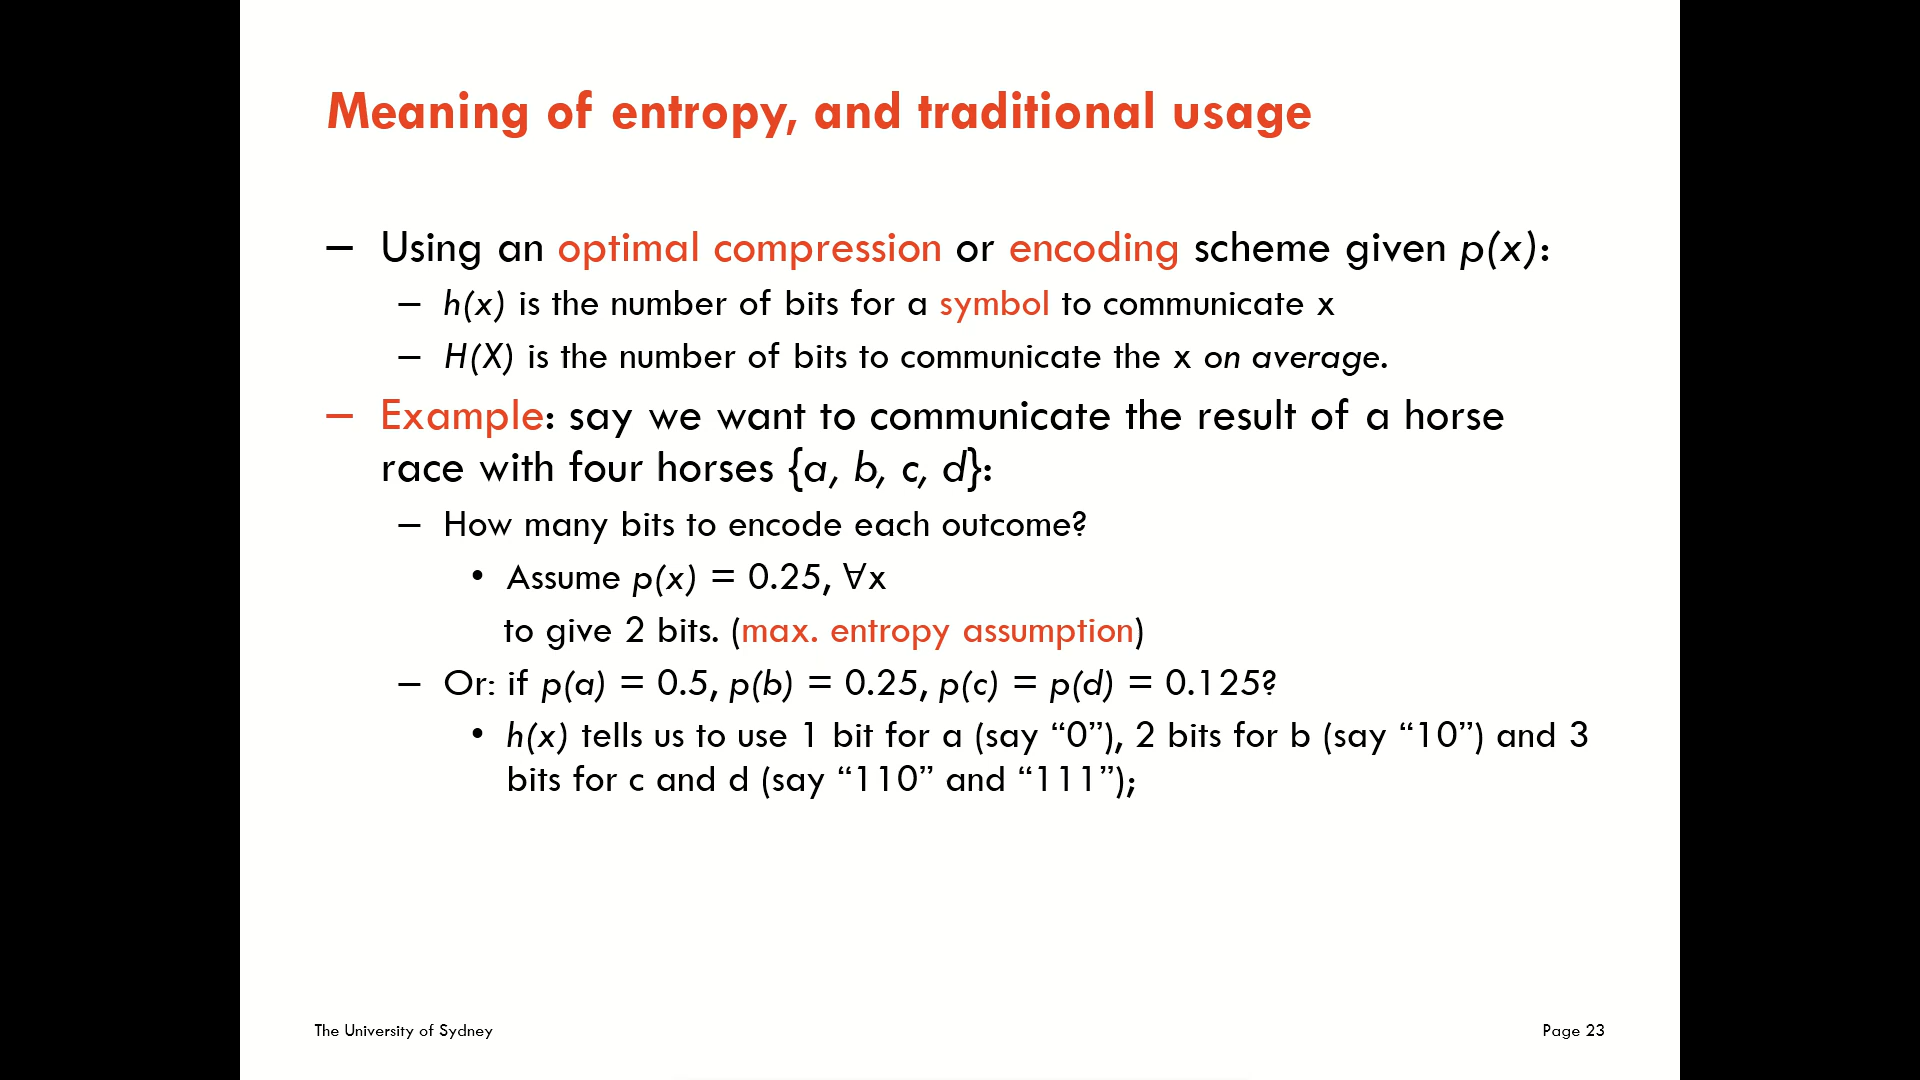 Meaning of entropy, and traditional usage
– Using an optimal compression or encoding scheme given p(x):
– h(x) is the number of bits for a symbol to communicate x
– H(X) is the number of bits to communicate the x on average.
– Example: say we want to communicate the result of a horse
race with four horses {a, b, c, d}:
– How many bits to encode each outcome?
• Assume p(x) = 0.25, ∀x
to give 2 bits. (max. entropy assumption)
– Or: if p(a) = 0.5, p(b) = 0.25, p(c) = p(d) = 0.125?
• h(x) tells us to use 1 bit for a (say “0”), 2 bits for b (say “10”) and 3
bits for c and d (say “110” and “111”);
The University of Sydney
Page 23